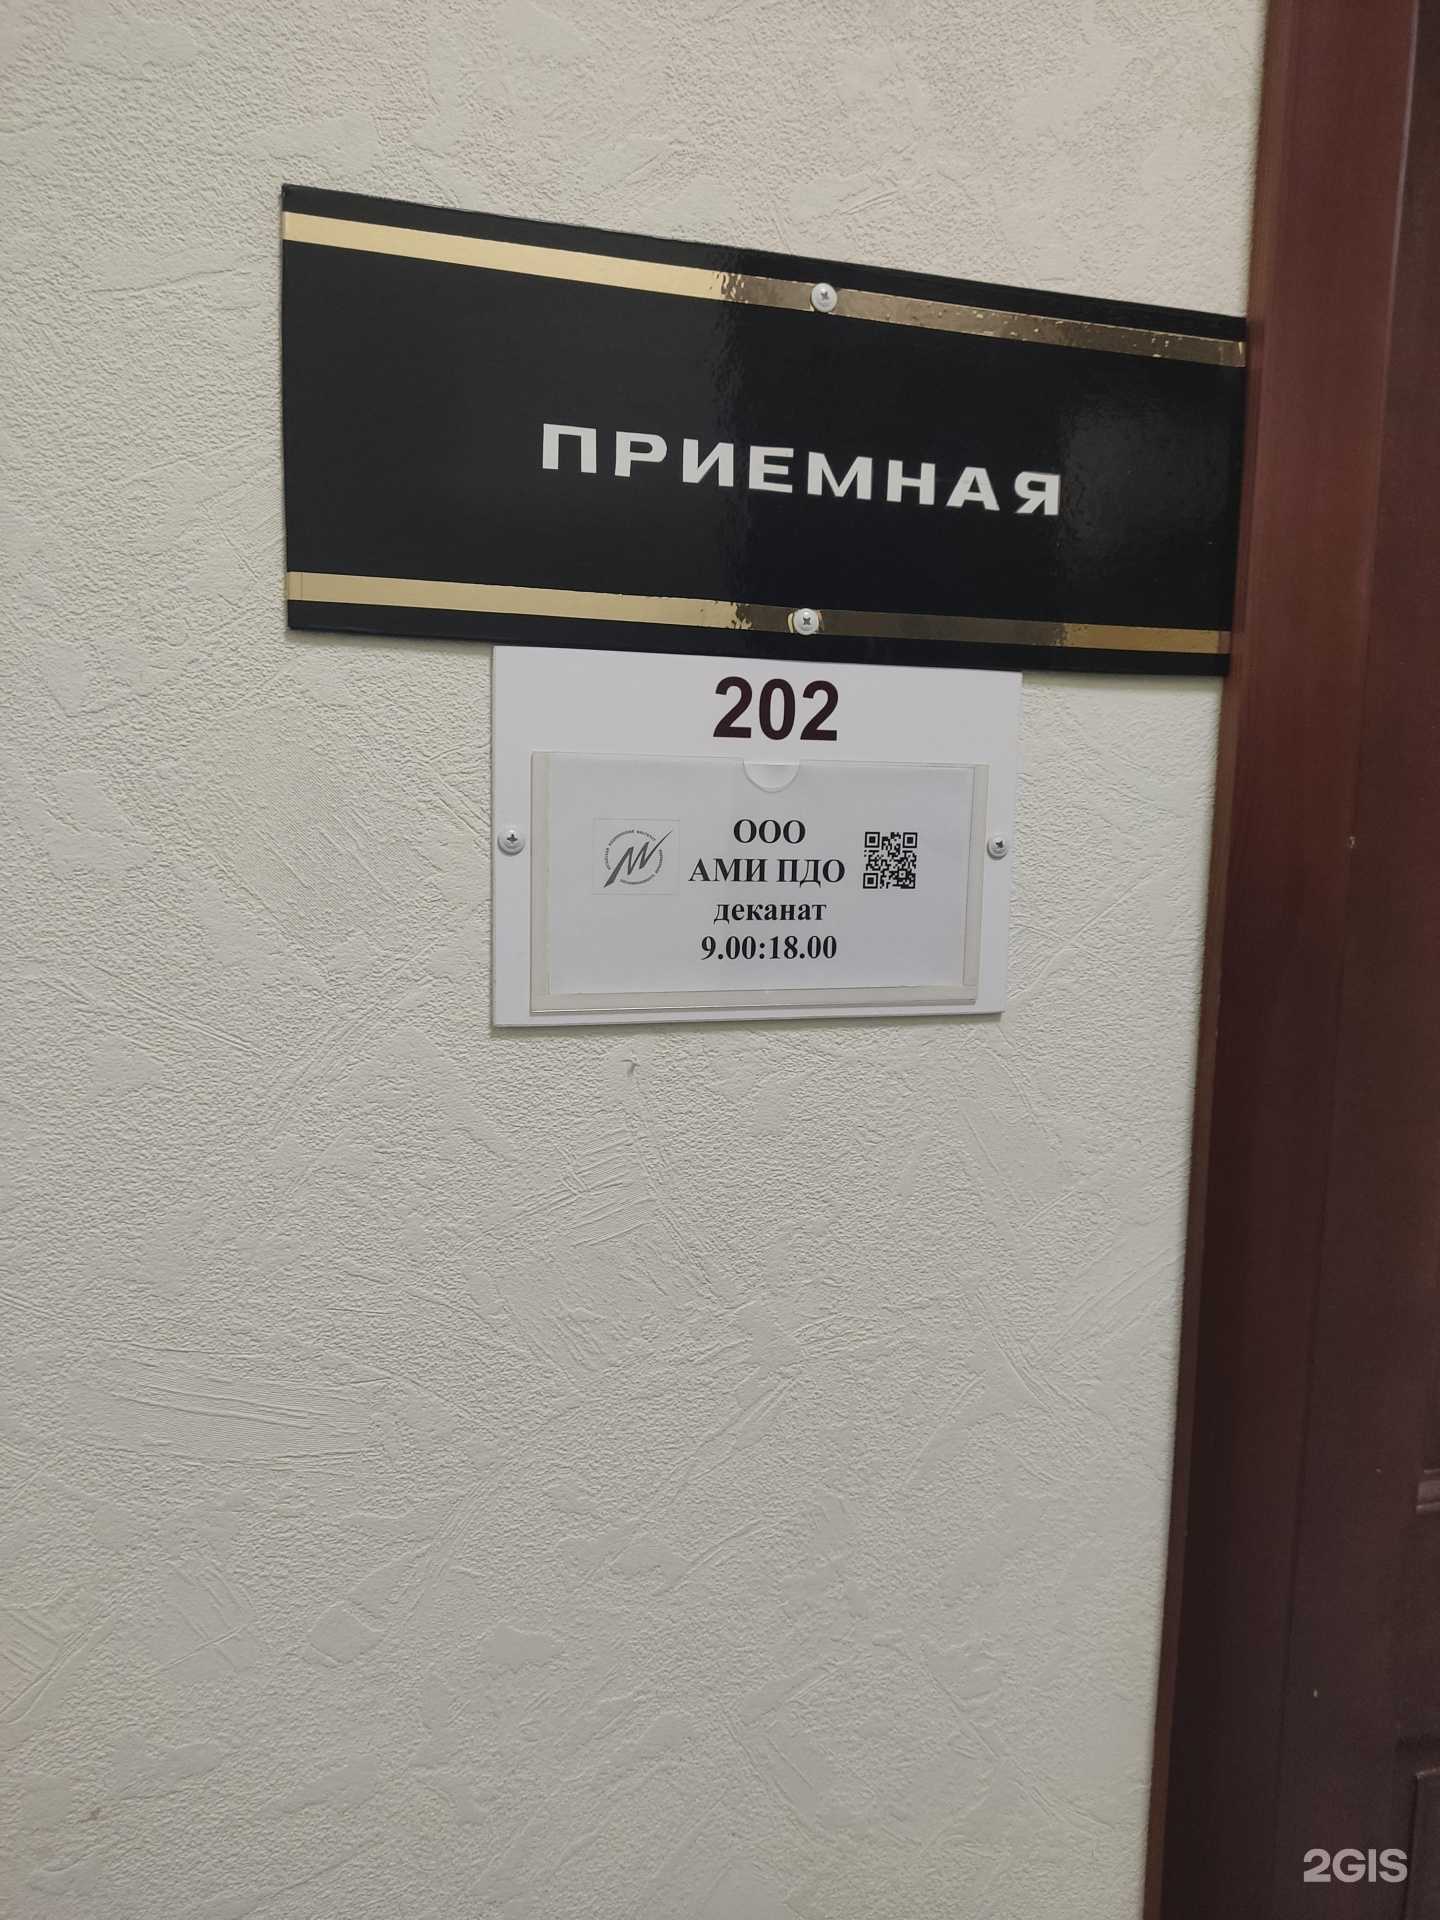 ПРИЕМНАЯ
202
ООО
АМИ ПДО
деканат
9.00:18.00
2GIS